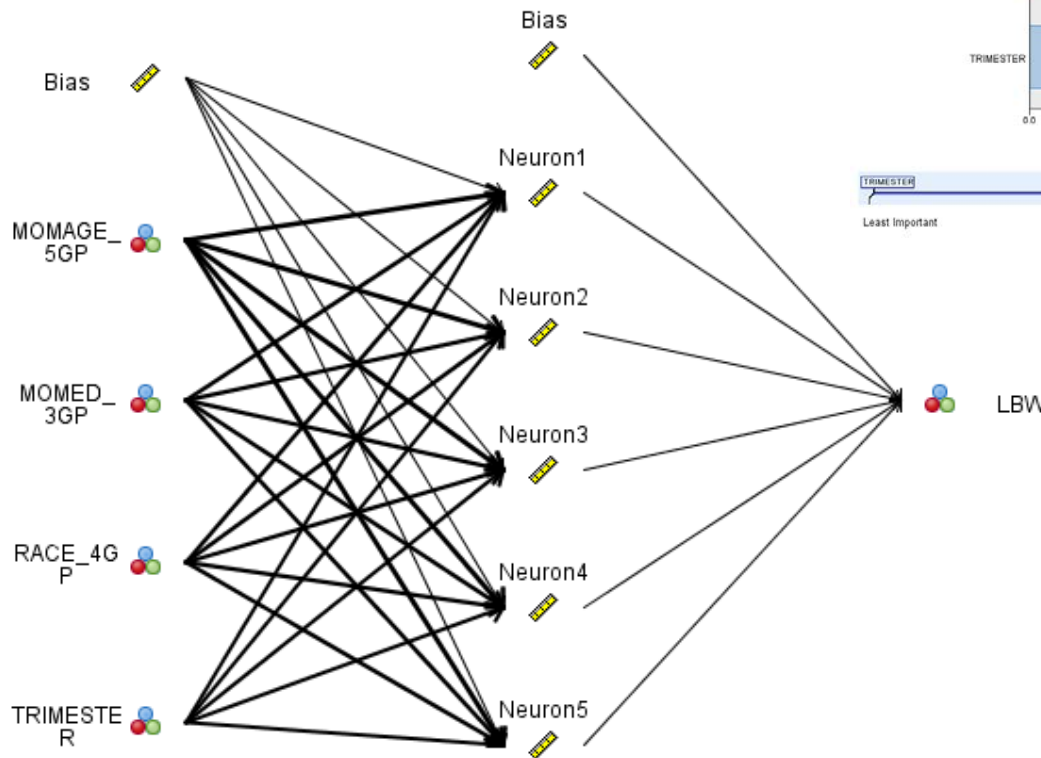 Bias
MOMAGE_
5GP
MOMED_
3GP
RACE_4G
P
TRIMESTE
R
Bias
Neuron1
Neuron2
Neuron3
Neuron4
Neuron5
LBW
TRIMESTER
0.0
TRIMESTER
Least Important